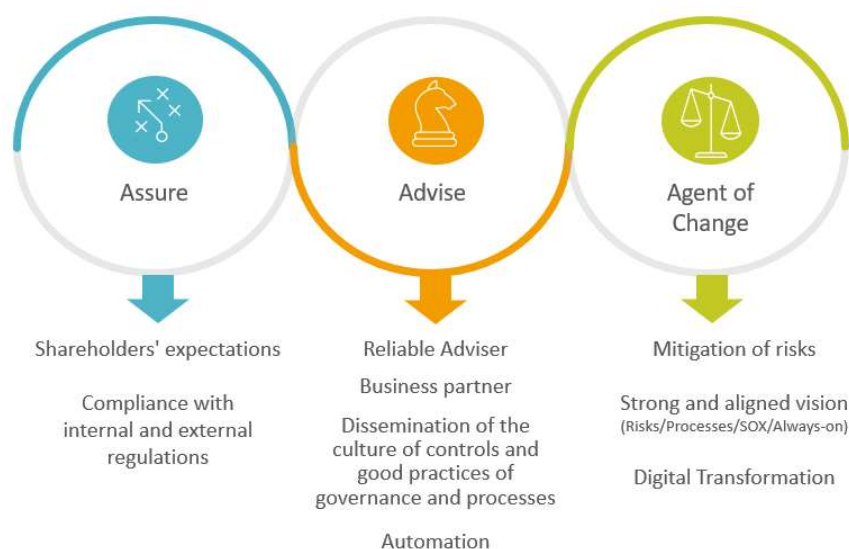 Assure
Shareholders' expectations
Compliance with
internal and external
regulations
Advise
Reliable Adviser
Business partner
Dissemination of the
culture of controls and
good practices of
governance and processes
Automation
Agent of
Change
Mitigation of risks
Strong and aligned vision
(Risks/Processes/SOX/Always-on)
Digital Transformation